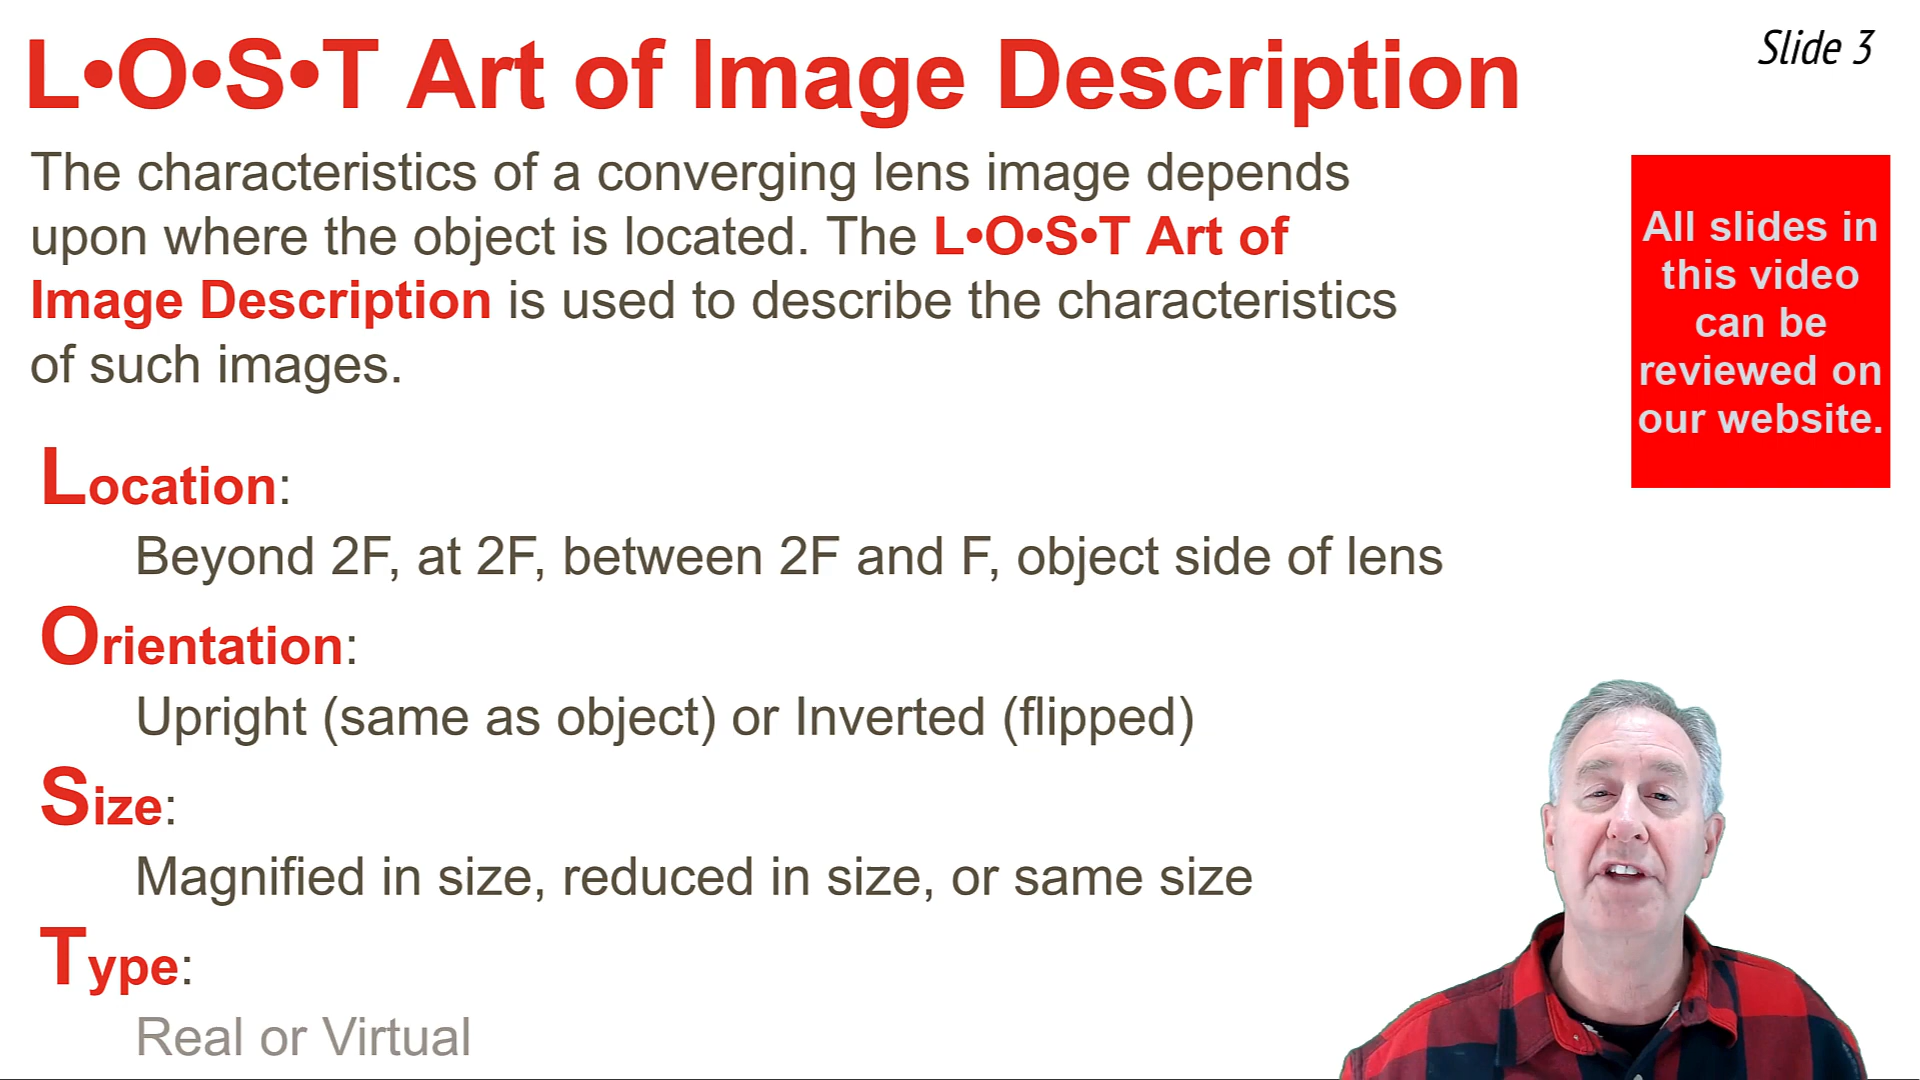 L•O•S•T Art of Image Description
Slide 3
The characteristics of a converging lens image depends
upon where the object is located. The L•O•S•T Art of
Image Description is used to describe the characteristics
of such images.
All slides in
this video
can be
reviewed on
our website.
Location:
Beyond 2F, at 2F, between 2F and F, object side of lens
Orientation:
Upright (same as object) or Inverted (flipped)
Size:
Magnified in size, reduced in size, or same size
Type:
Real or Virtual